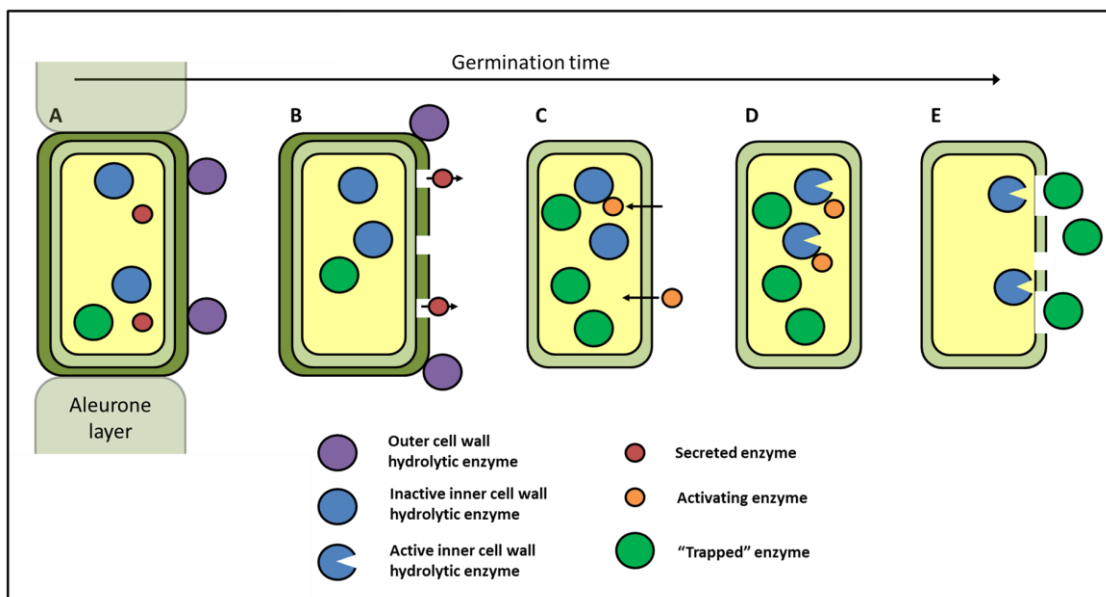 Germination time
A
B
C
D
E
Aleurone
layer
Outer cell wall
hydrolytic enzyme
Inactive inner cell wall
hydrolytic enzyme
Active inner cell wall
hydrolytic enzyme
Secreted enzyme
Activating enzyme
“Trapped” enzyme